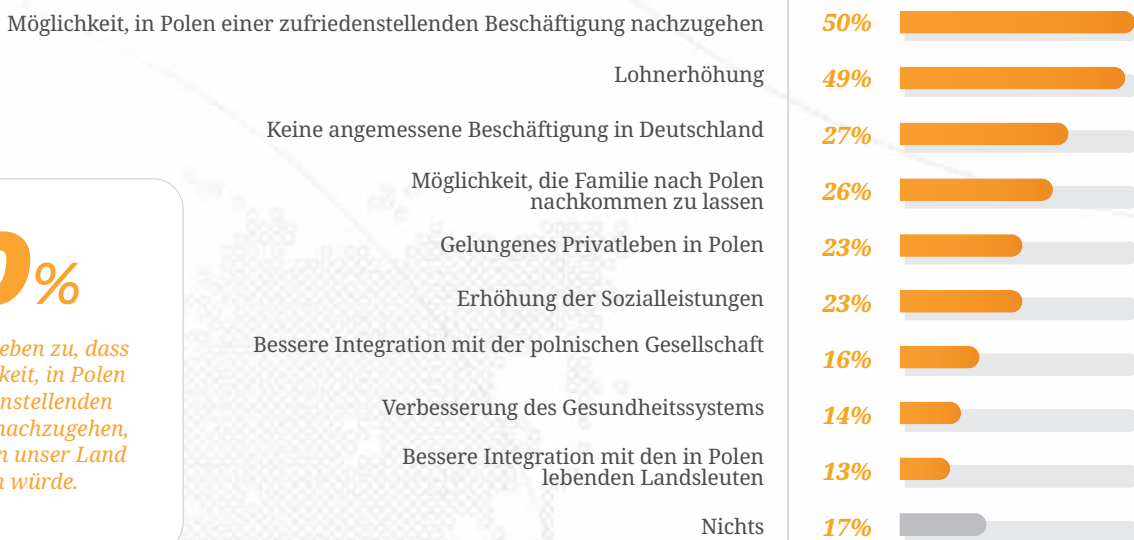 Möglichkeit, in Polen einer zufriedenstellenden Beschäftigung nachzugehen 50%
Lohnerhöhung 49%
Keine angemessene Beschäftigung in Deutschland 27%
Möglichkeit, die Familie nach Polen
nachkommen zu lassen 26%
Gelungenes Privatleben in Polen 23%
Erhöhung der Sozialleistungen 23%
Bessere Integration mit der polnischen Gesellschaft 16%
Verbesserung des Gesundheitssystems 14%
Bessere Integration mit den in Polen
lebenden Landsleuten 13%
Nichts 17%
%
zu, dass
in Polen
nachzugehen,
unser Land
würde.